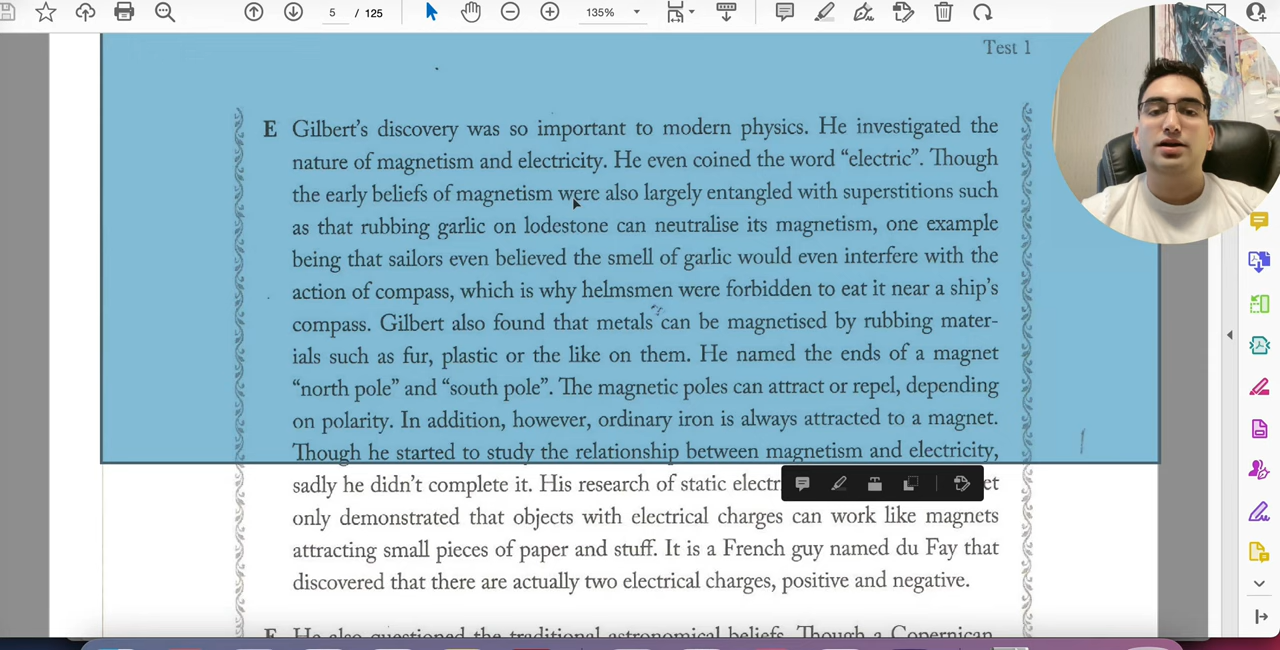 5 / 125
135%
Test 1
E Gilbert's discovery was so important to modern physics. He investigated the
nature of magnetism and electricity. He even coined the word “electric”. Though
the early beliefs of magnetism were also largely entangled with superstitions such
as that rubbing garlic on lodestone can neutralise its magnetism, one example
being that sailors even believed the smell of garlic would even interfere with the
action of compass, which is why helmsmen were forbidden to eat it near a ship's
compass. Gilbert also found that metals can be magnetised by rubbing mater-
ials such as fur, plastic or the like on them. He named the ends of a magnet
“north pole” and “south pole”. The magnetic poles can attract or repel, depending
on polarity. In addition, however, ordinary iron is always attracted to a magnet.
Though he started to study the relationship between magnetism and electricity,
sadly he didn't complete it. His research of static
only demonstrated that objects with electrical charges can work like magnets
attracting small pieces of paper and stuff. It is a French guy named du Fay that
discovered that there are actually two electrical charges, positive and negative.
He also questioned the traditional astronomical beliefs. Though a Copernican,